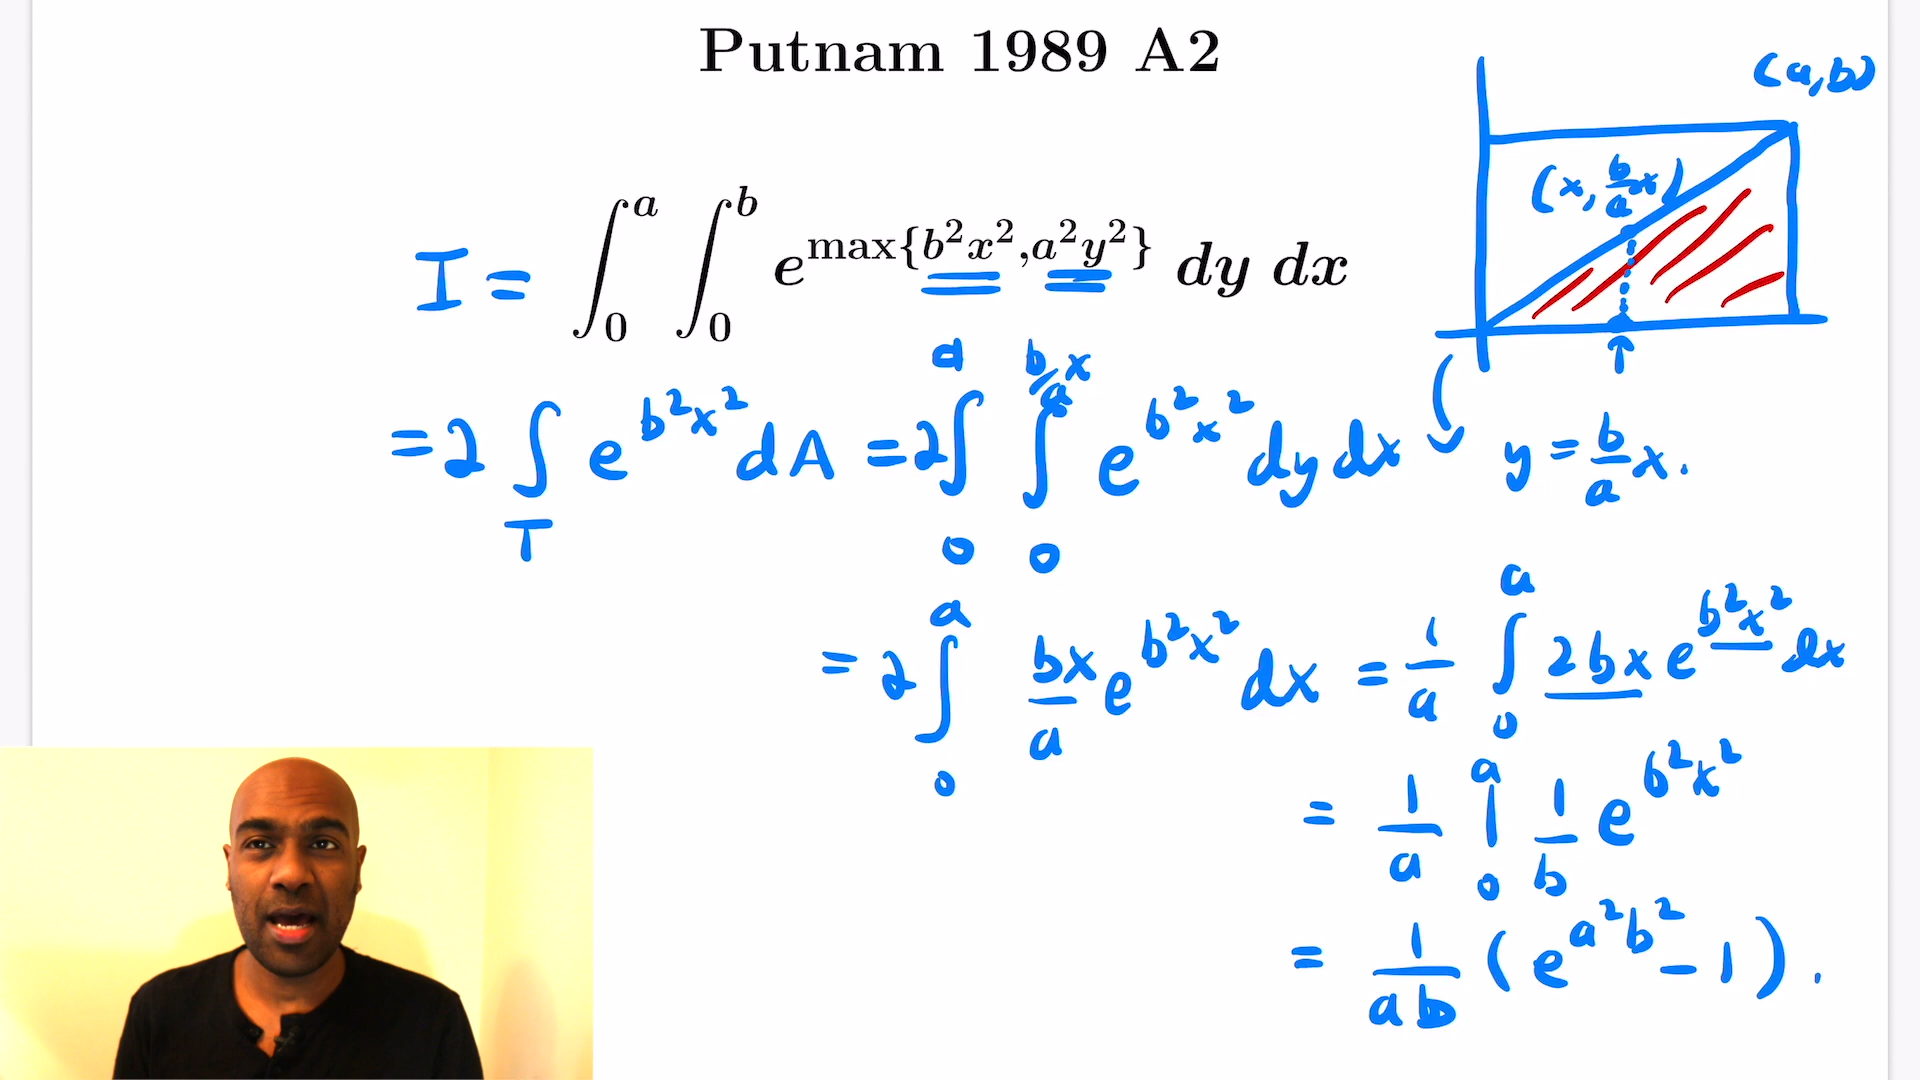 Putnam 1989 A2
(a,b)
(x, b/a x)
I = ∫_0^a ∫_0^b e^{max{b²x²,a²y²}} dy dx
= 2 ∫_T e^{b²x²} dA = 2 ∫_0^a ∫_0^{b/a x} e^{b²x²} dy dx
y = b/a x.
= 2 ∫_0^a bx/a e^{b²x²} dx = 1/a ∫_0^a 2bx e^{b²x²} dx
= 1/a |_0^a 1/b e^{b²x²}
= 1/ab (e^{a²b²} - 1).